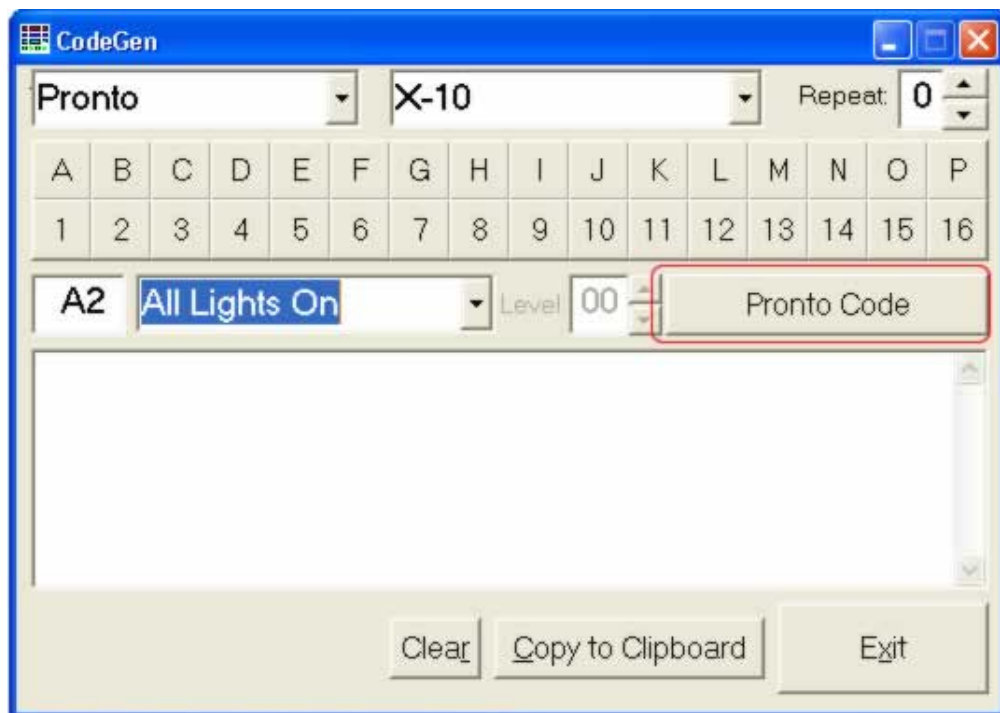 CodeGen
Pronto X-10 Repeat: 0
A B C D E F G H I J K L M N O P
1 2 3 4 5 6 7 8 9 10 11 12 13 14 15 16
A2 All Lights On Level 00 Pronto Code
Clear Copy to Clipboard Exit